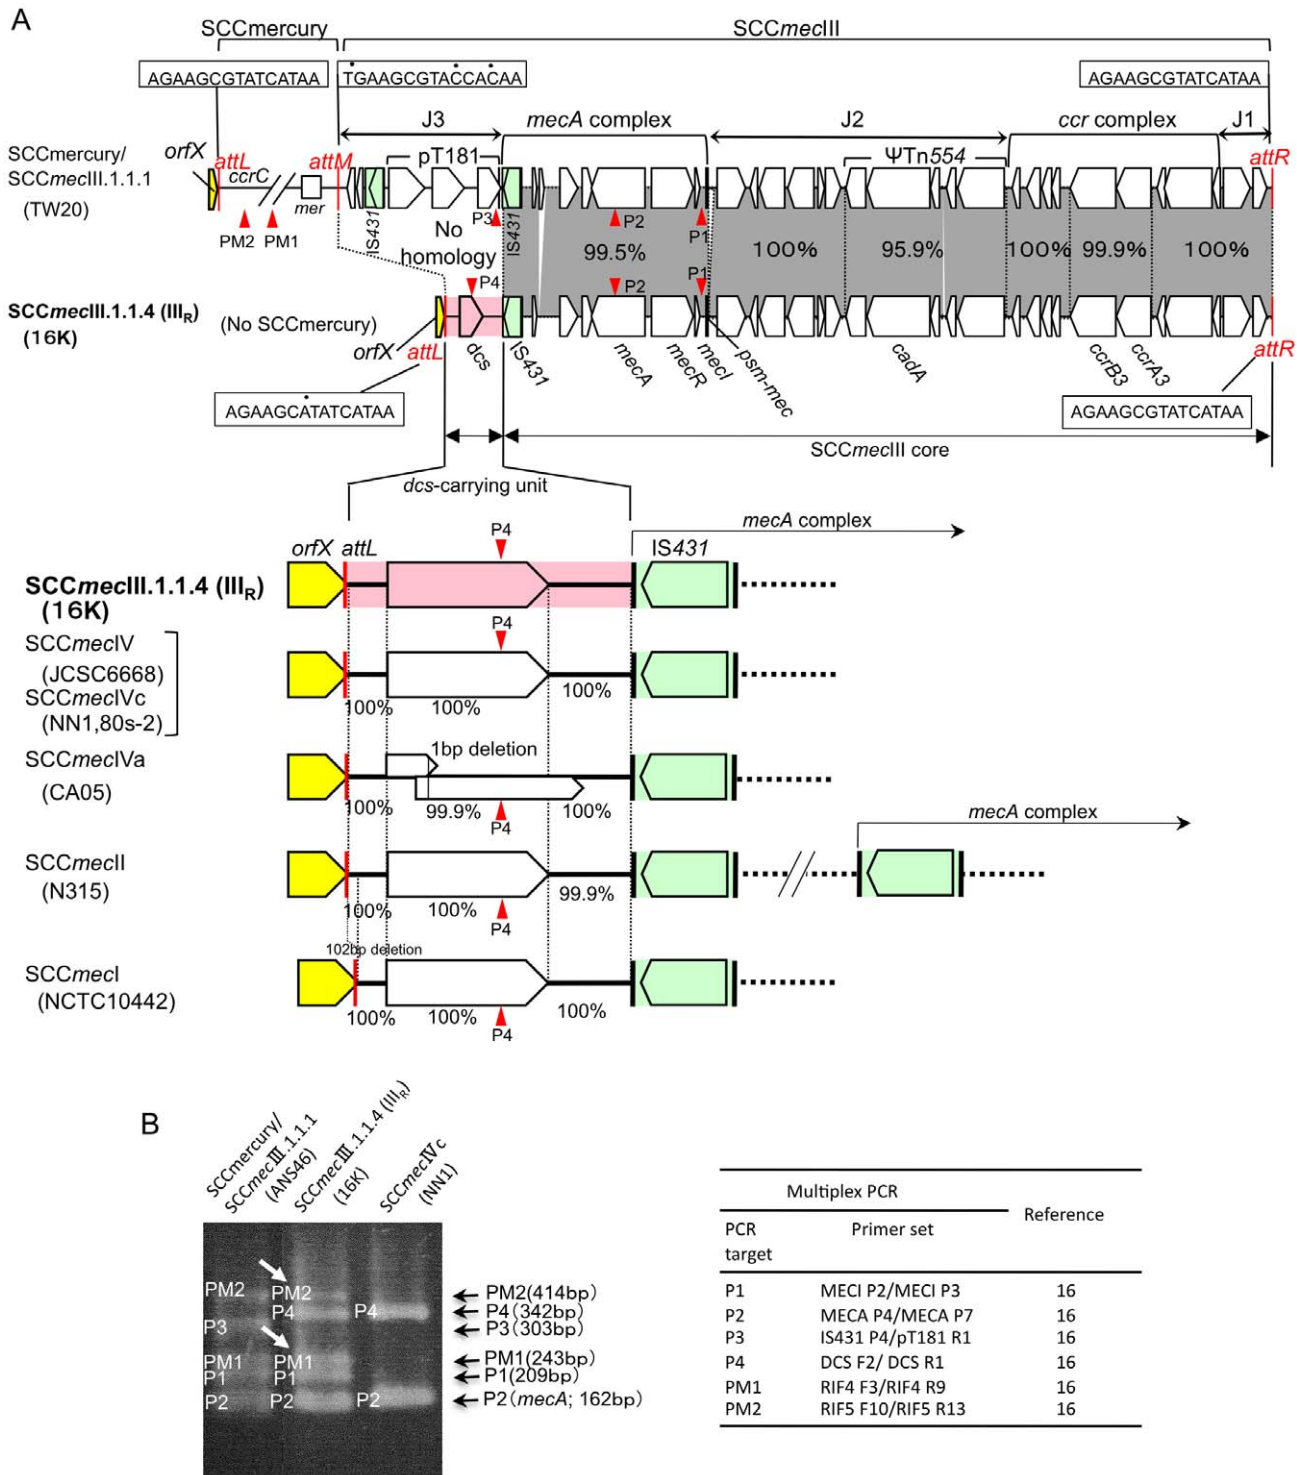 A
SCCmercury
SCCmecIII
AGAAGCGTATCATAA
TGAAGCGTACCACAA
AGAAGCGTATCATAA
J3
mecA complex
J2
ccr complex
J1
SCCmercury/
SCCmecIII.1.1.1
(TW20)
orfX
attL
ccrC
attM
pT181
ΨTn554
attR
mer
IS431
IS431
PM2
PM1
P3
P2
P1
No
homology
99.5%
100%
95.9%
100%
99.9%
100%
P4
P2
P1
SCCmecIII.1.1.4 (IIIR)
(16K)
(No SCCmercury)
orfX
attL
dcs
IS431
mecA
mecR
mecI
psm-mec
cadA
ccrB3
ccrA3
attR
AGAAGCATATCATAA
AGAAGCGTATCATAA
SCCmecIII core
dcs-carrying unit
mecA complex
P4
orfX
attL
IS431
SCCmecIII.1.1.4 (IIIR)
(16K)
P4
SCCmecIV
(JCSC6668)
SCCmecIVc
(NN1,80s-2)
100%
100%
100%
SCCmecIVa
(CA05)
1bp deletion
100%
99.9%
P4
100%
mecA complex
SCCmecII
(N315)
100%
100%
P4
99.9%
102bp deletion
SCCmecI
(NCTC10442)
100%
100%
P4
100%
B
SCCmercury/
SCCmecIII.1.1.1
(ANS46)
SCCmecIII.1.1.4 (IIIR)
(16K)
SCCmecIVc
(NN1)
PM2
PM2
P4
P4
P3
PM1
PM1
P1
P1
P2
P2
P2
PM2(414bp)
P4(342bp)
P3(303bp)
PM1(243bp)
P1(209bp)
P2(mecA; 162bp)
Multiplex PCR
Reference
PCR target
Primer set
P1 MECI P2/MECI P3 16
P2 MECA P4/MECA P7 16
P3 IS431 P4/pT181 R1 16
P4 DCS F2/ DCS R1 16
PM1 RIF4 F3/RIF4 R9 16
PM2 RIF5 F10/RIF5 R13 16